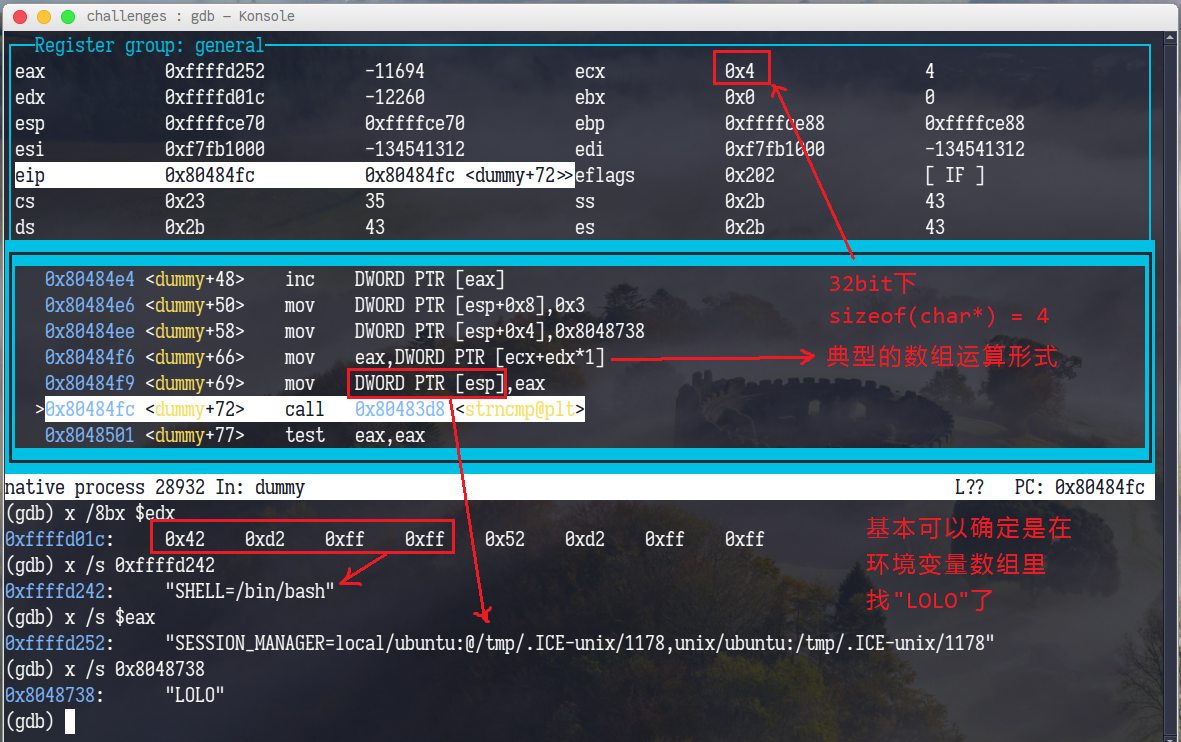 challenges : gdb – Konsole
Register group: general
eax 0xffffd252 -11694 ecx 0x4 4
edx 0xffffd01c -12260 ebx 0x0 0
esp 0xffffce70 0xffffce70 ebp 0xffffce88 0xffffce88
esi 0xf7fb1000 -134541312 edi 0xf7fb1000 -134541312
eip 0x80484fc 0x80484fc <dummy+72>> eflags 0x202 [ IF ]
cs 0x23 35 ss 0x2b 43
ds 0x2b 43 es 0x2b 43
0x80484e4 <dummy+48> inc DWORD PTR [eax]
0x80484e6 <dummy+50> mov DWORD PTR [esp+0x8],0x3
0x80484ee <dummy+58> mov DWORD PTR [esp+0x4],0x8048738
0x80484f6 <dummy+66> mov eax,DWORD PTR [ecx+edx*1]
0x80484f9 <dummy+69> mov DWORD PTR [esp],eax
>0x80484fc <dummy+72> call 0x80483d8 <strncmp@plt>
0x8048501 <dummy+77> test eax,eax
32bit下
sizeof(char*) = 4
典型的数组运算形式
native process 28932 In: dummy L?? PC: 0x80484fc
(gdb) x /8bx $edx
0xffffd01c: 0x42 0xd2 0xff 0xff 0x52 0xd2 0xff 0xff
(gdb) x /s 0xffffd242
0xffffd242: "SHELL=/bin/bash"
(gdb) x /s $eax
0xffffd252: "SESSION_MANAGER=local/ubuntu:@/tmp/.ICE-unix/1178,unix/ubuntu:/tmp/.ICE-unix/1178"
(gdb) x /s 0x8048738
0x8048738: "LOLO"
(gdb)
基本可以确定是在
环境变量数组里
找"LOLO"了